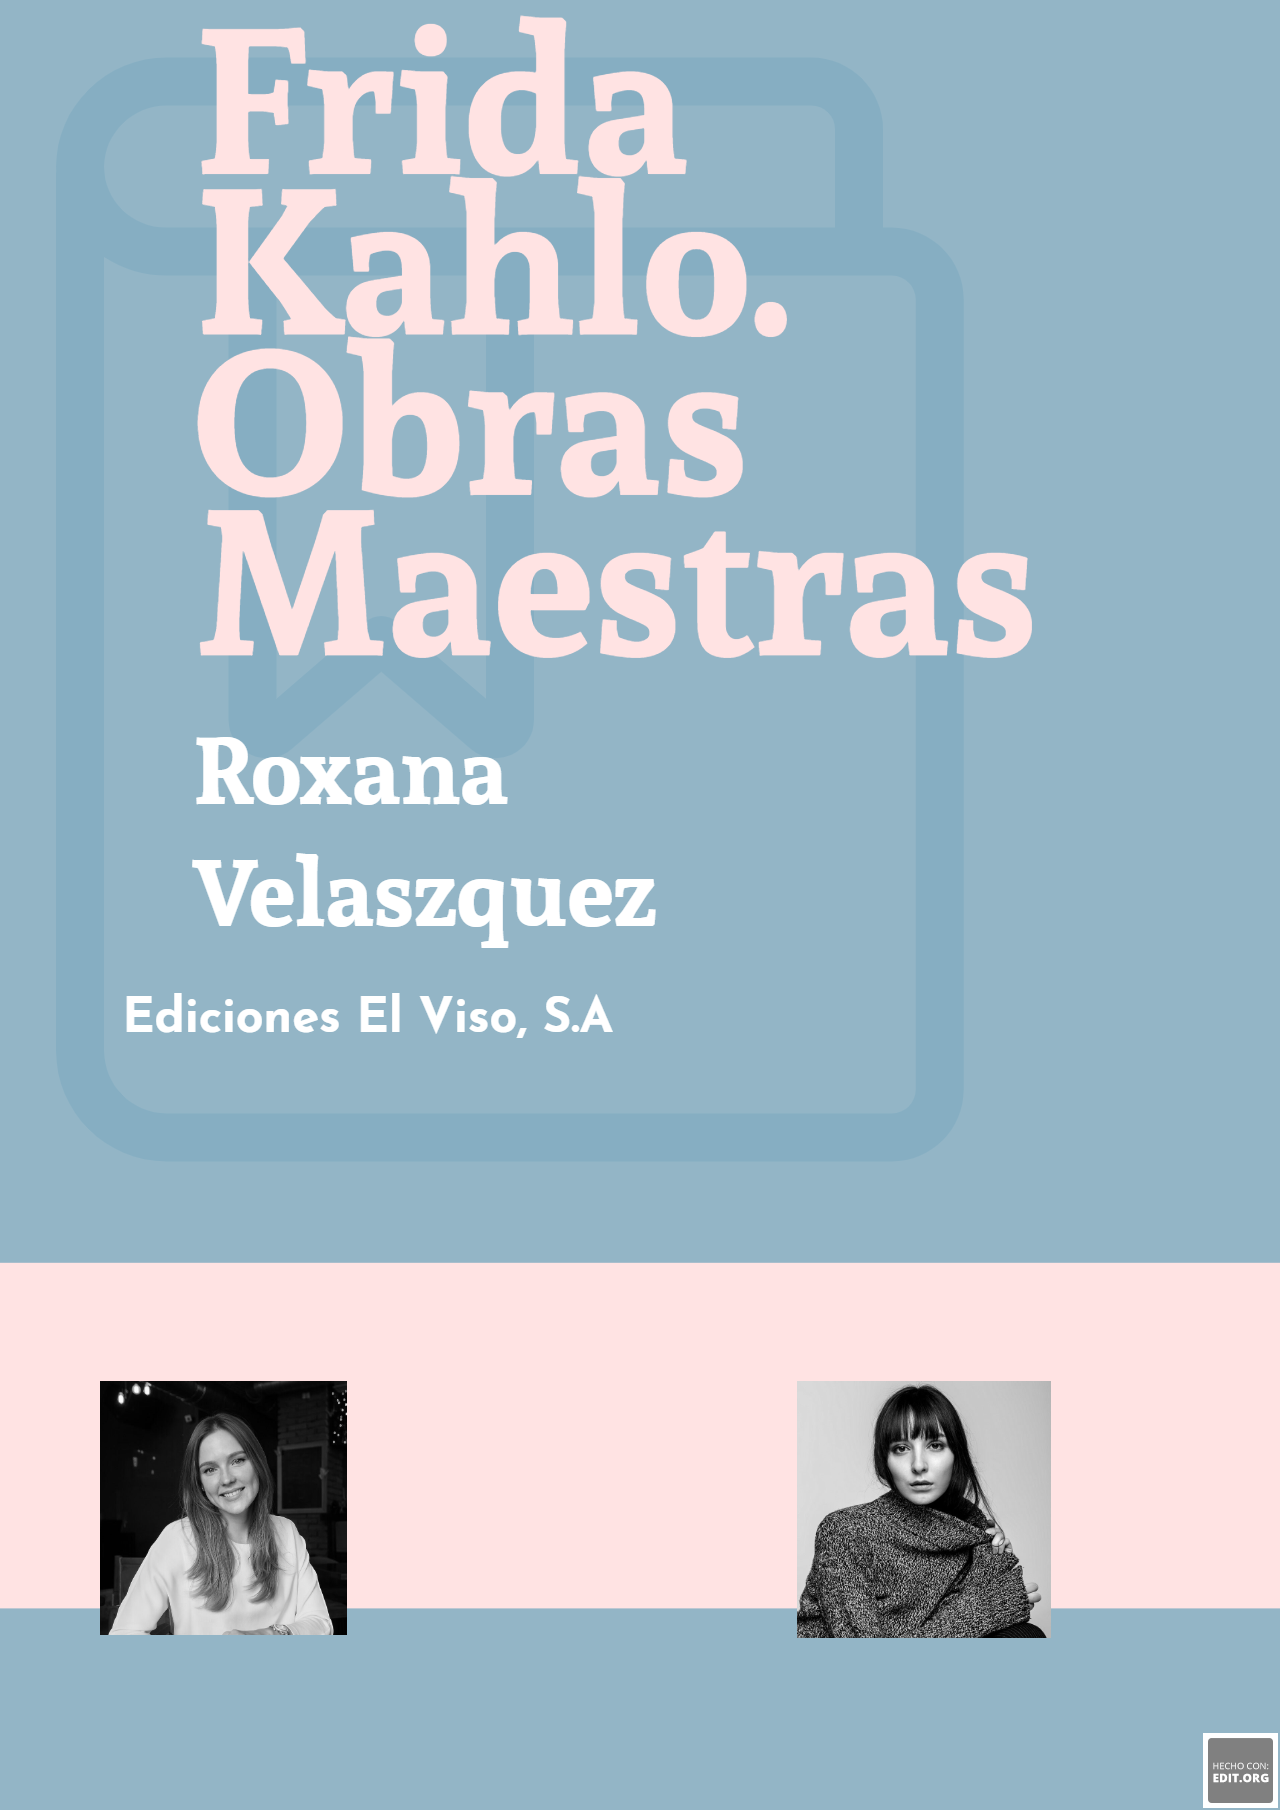 Frida
Kahlo.
Obras
Maestras
Roxana
Velaszquez
Ediciones El Viso, S.A
HECHO CON:
EDIT.ORG